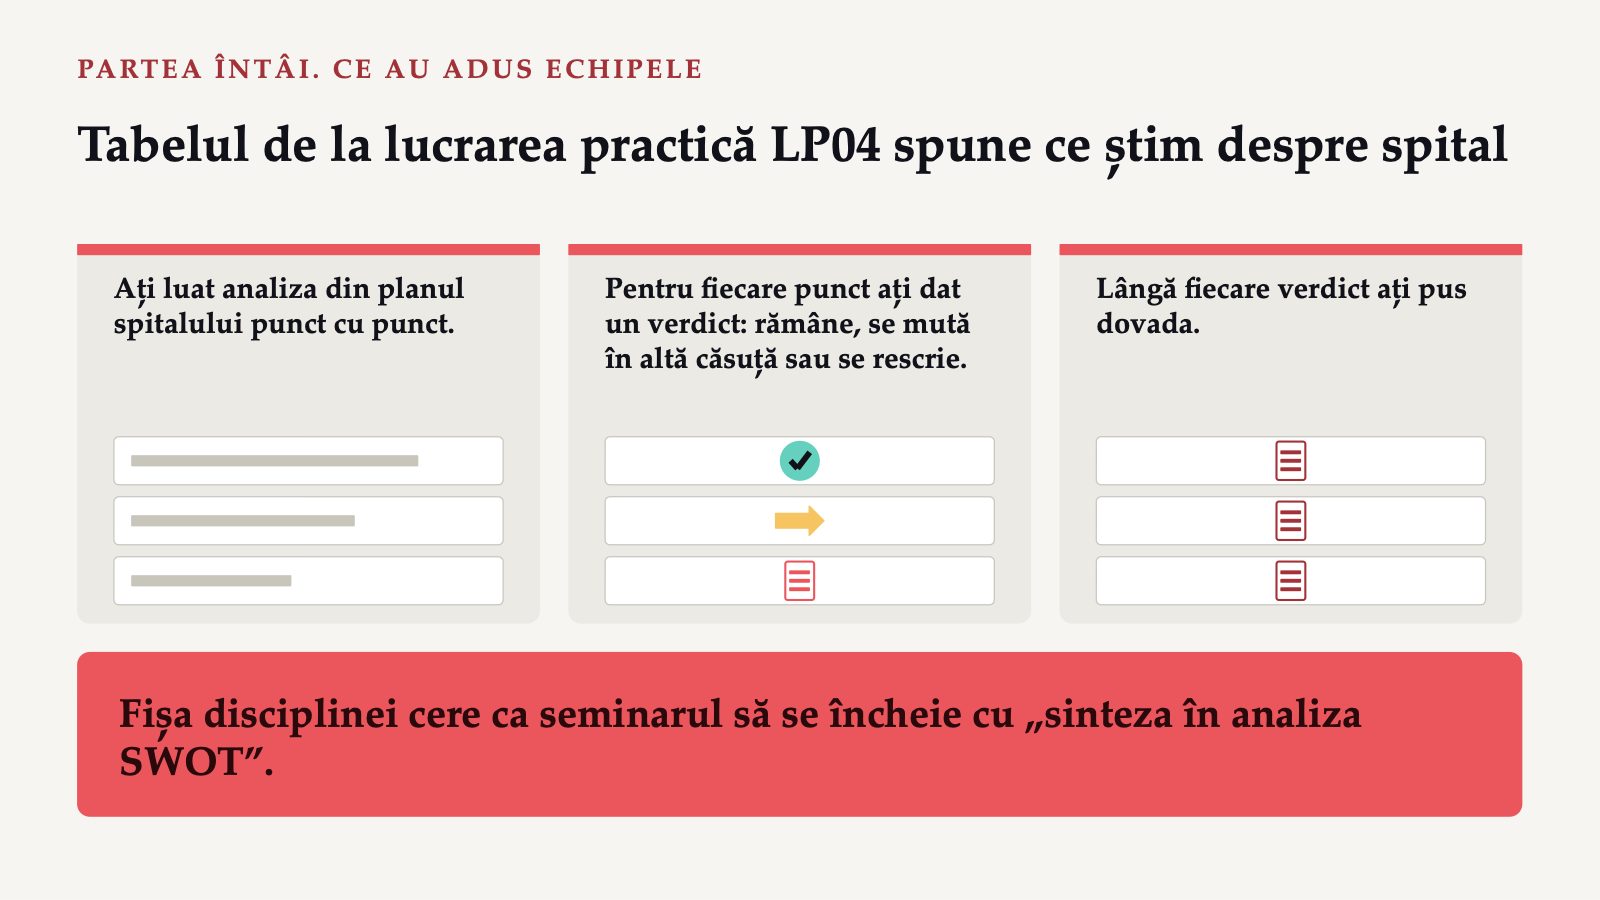 PARTEA ÎNTÂI. CE AU ADUS ECHIPELE
Tabelul de la lucrarea practică LP04 spune ce știm despre spital
Ați luat analiza din planul
spitalului punct cu punct.
Pentru fiecare punct ați dat
un verdict: rămâne, se mută
în altă căsuță sau se rescrie.
Lângă fiecare verdict ați pus
dovada.
Fișa disciplinei cere ca seminarul să se încheie cu „sinteza în analiza
SWOT”.